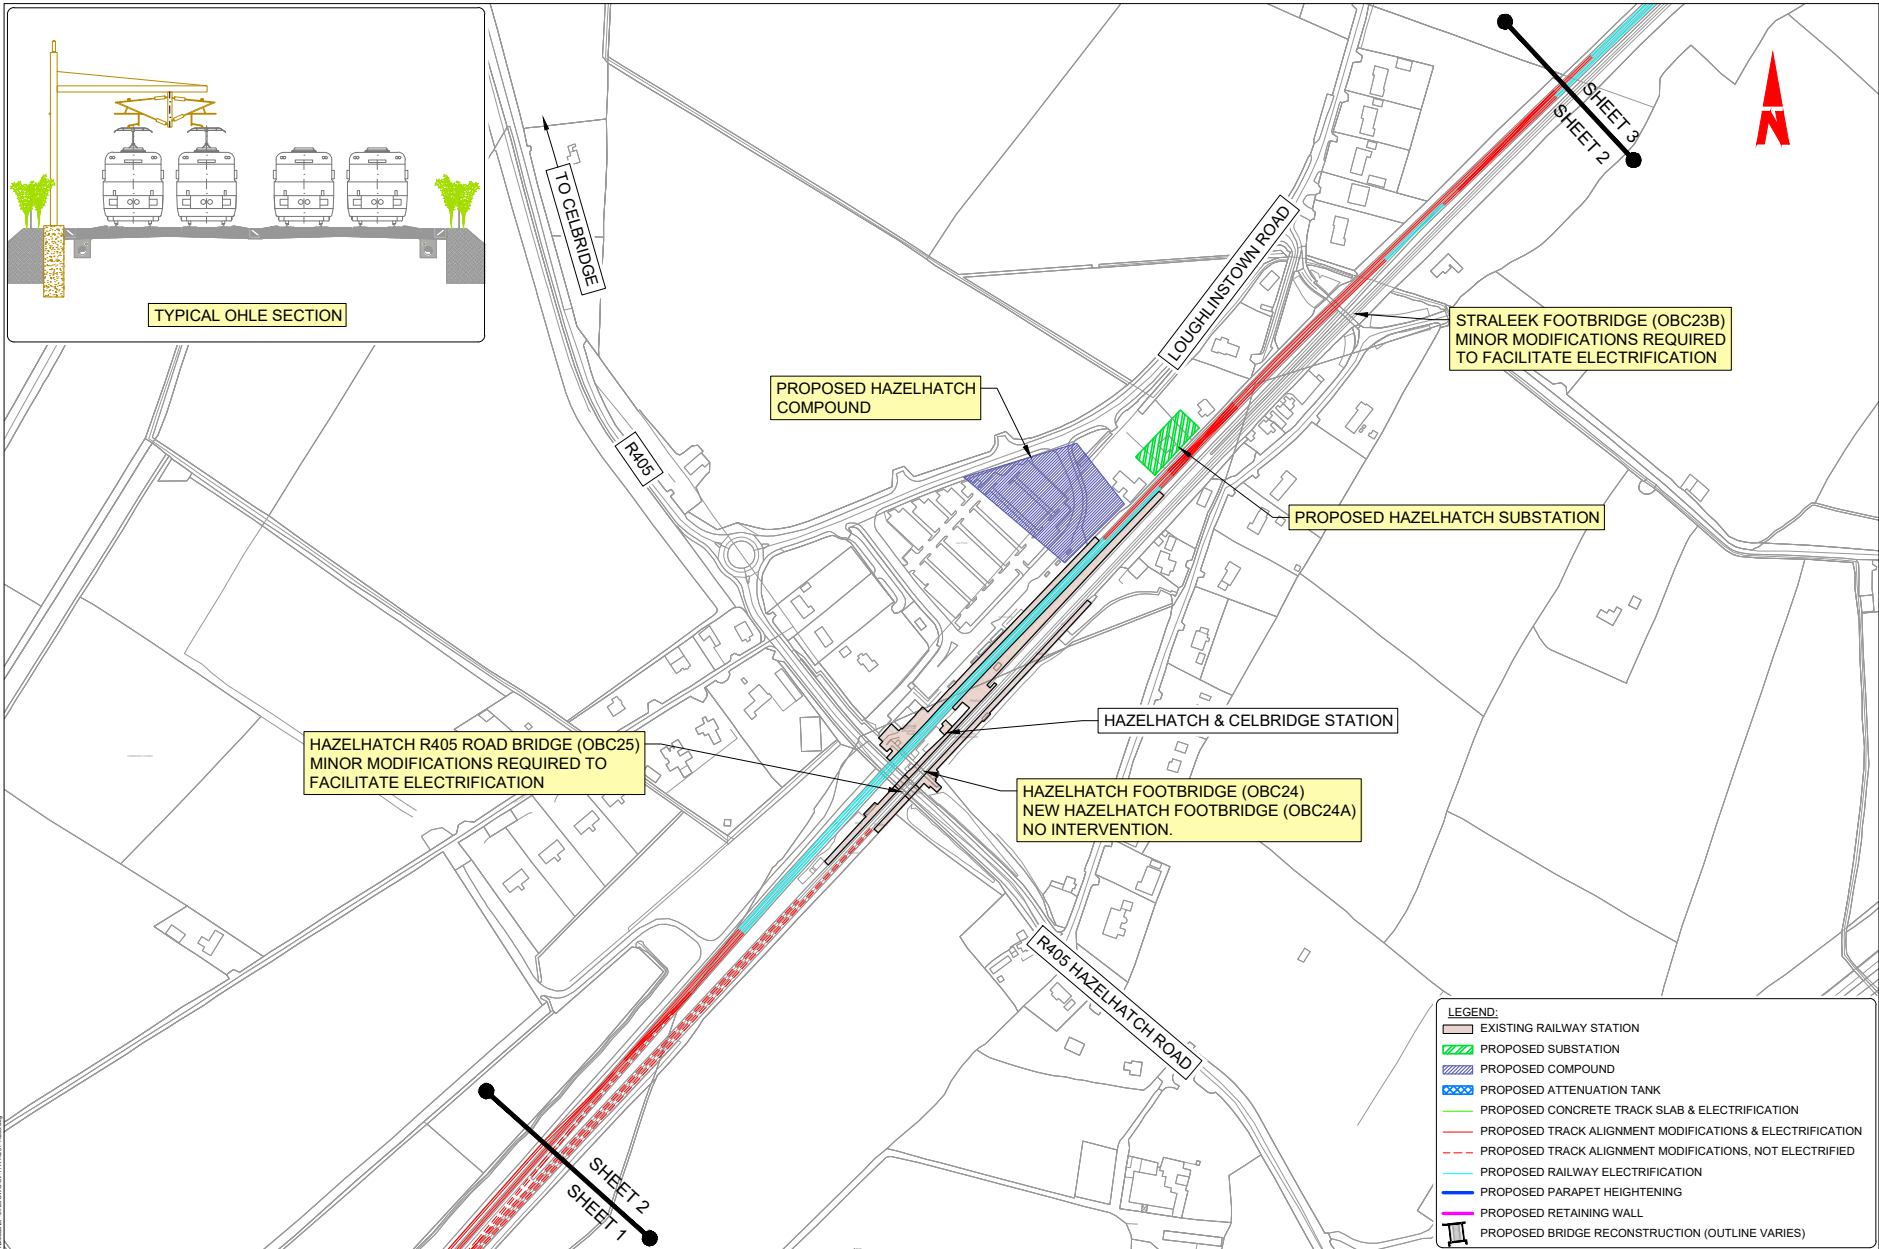 TYPICAL OHLE SECTION
TO CELBRIDGE
R405
LOUGHLINSTOWN ROAD
SHEET 3
SHEET 2
N
STRALEEK FOOTBRIDGE (OBC23B)
MINOR MODIFICATIONS REQUIRED
TO FACILITATE ELECTRIFICATION
PROPOSED HAZELHATCH
COMPOUND
PROPOSED HAZELHATCH SUBSTATION
HAZELHATCH & CELBRIDGE STATION
HAZELHATCH R405 ROAD BRIDGE (OBC25)
MINOR MODIFICATIONS REQUIRED TO
FACILITATE ELECTRIFICATION
HAZELHATCH FOOTBRIDGE (OBC24)
NEW HAZELHATCH FOOTBRIDGE (OBC24A)
NO INTERVENTION.
R405 HAZELHATCH ROAD
SHEET 2
SHEET 1
LEGEND:
EXISTING RAILWAY STATION
PROPOSED SUBSTATION
PROPOSED COMPOUND
PROPOSED ATTENUATION TANK
PROPOSED CONCRETE TRACK SLAB & ELECTRIFICATION
PROPOSED TRACK ALIGNMENT MODIFICATIONS & ELECTRIFICATION
PROPOSED TRACK ALIGNMENT MODIFICATIONS, NOT ELECTRIFIED
PROPOSED RAILWAY ELECTRIFICATION
PROPOSED PARAPET HEIGHTENING
PROPOSED RETAINING WALL
PROPOSED BRIDGE RECONSTRUCTION (OUTLINE VARIES)